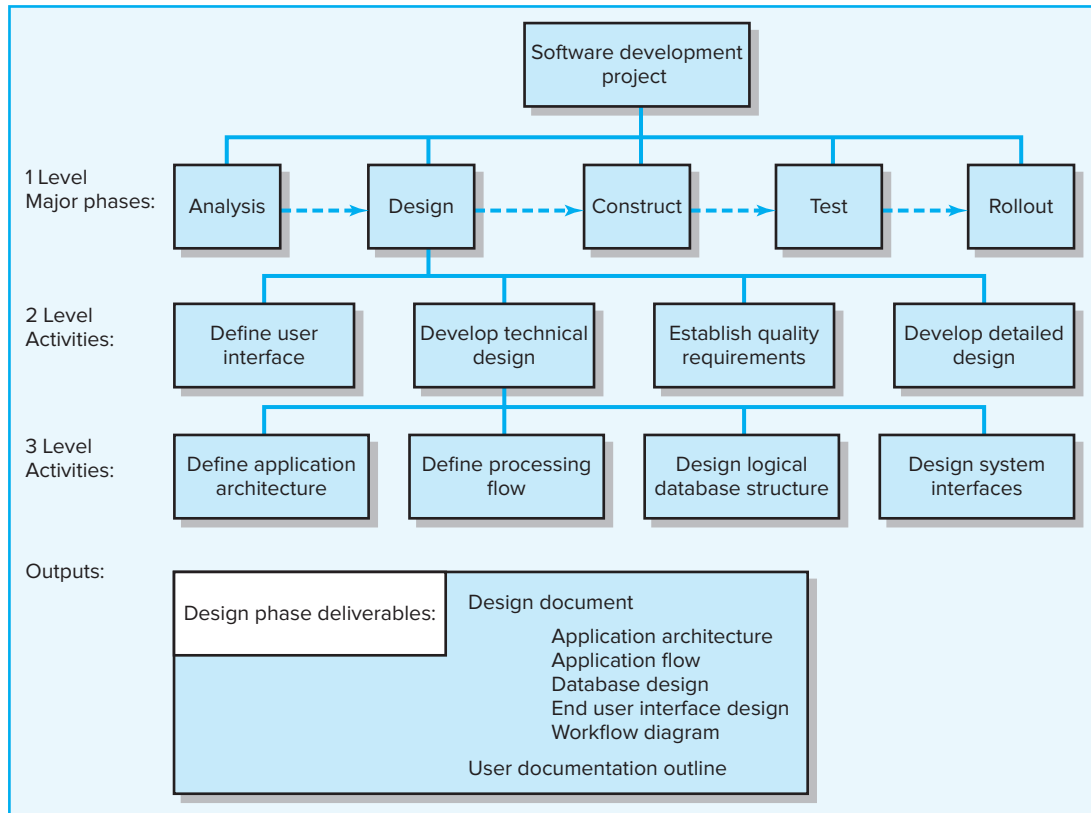 Software development
project
1 Level
Major phases:
Analysis
Design
Construct
Test
Rollout
2 Level
Activities:
Define user
interface
Develop technical
design
Establish quality
requirements
Develop detailed
design
3 Level
Activities:
Define application
architecture
Define processing
flow
Design logical
database structure
Design system
interfaces
Outputs:
Design phase deliverables:
Design document
Application architecture
Application flow
Database design
End user interface design
Workflow diagram
User documentation outline